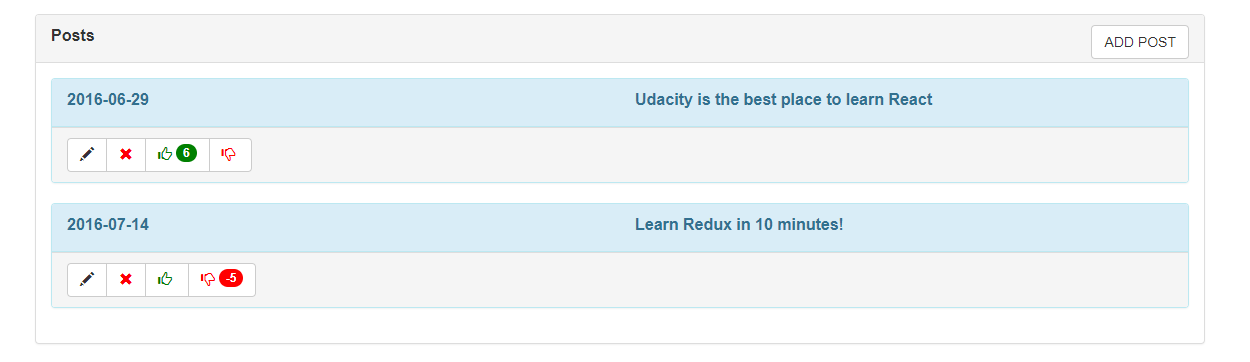 Posts
ADD POST
2016-06-29 Udacity is the best place to learn React
6
2016-07-14 Learn Redux in 10 minutes!
-5